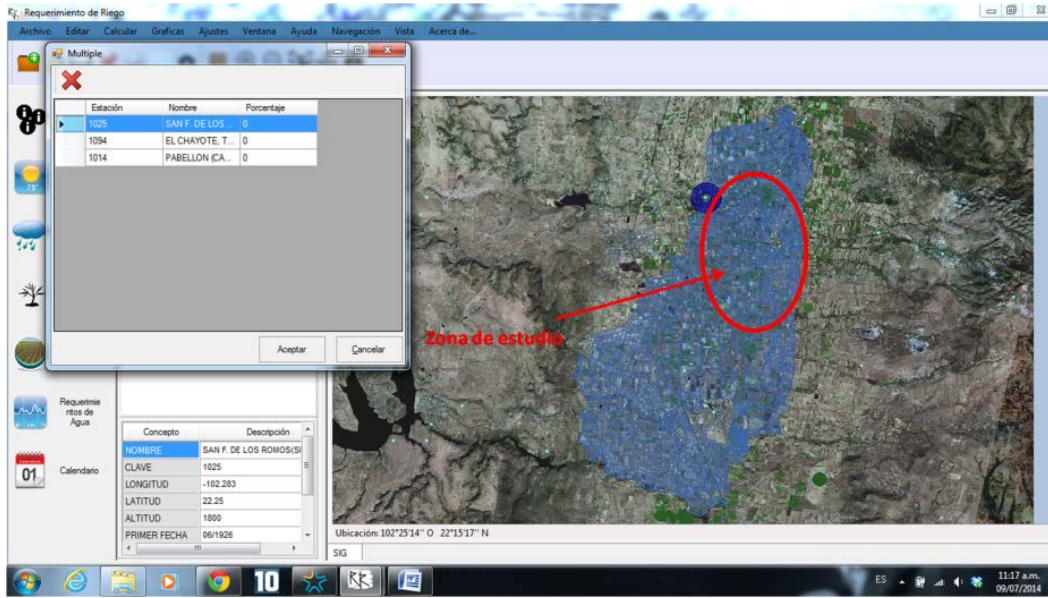 Requerimiento de Riego
Archivo Editar Calcular Graficas Ajustes Ventana Ayuda Navegación Vista Acerca de...
Multiple
Estación Nombre Porcentaje
1025 SAN F. DE LOS ... 0
1094 EL CHAYOTE, T... 0
1014 PABELLON (CA... 0
Aceptar Cancelar
Zona de estudio
Requerimie
ntos de
Agua
Calendario
01
Concepto Descripción
NOMBRE SAN F. DE LOS ROMOS(SI
CLAVE 1025
LONGITUD -102.283
LATITUD 22.25
ALTITUD 1800
PRIMER FECHA 06/1926
Ubicación: 102°25'14'' O 22°15'17'' N
SIG
10
RR
W
ES 11:17 a.m.
09/07/2014